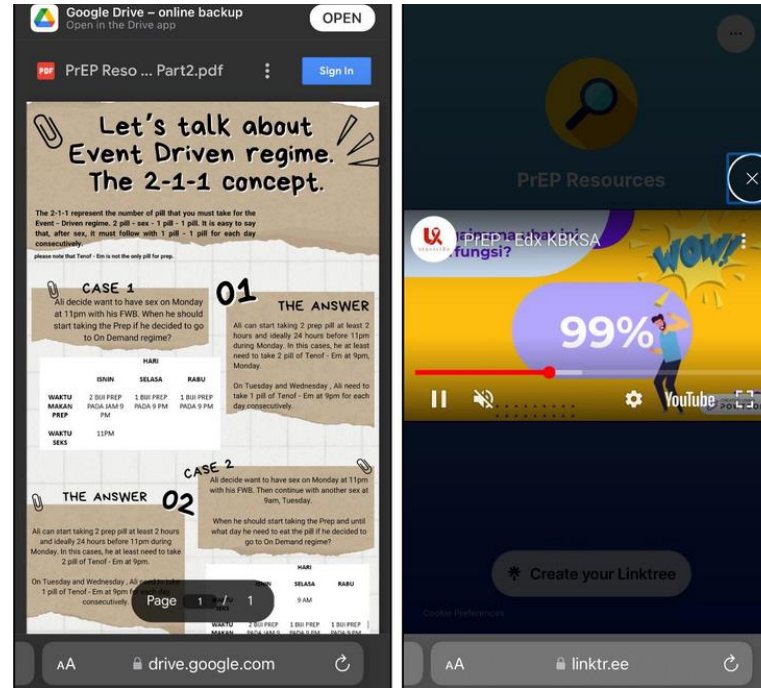 Google Drive – online backup
Open in the Drive app
OPEN
PDF
PrEP Reso ... Part2.pdf
Sign In
Let's talk about
Event Driven regime.
The 2-1-1 concept.
The 2-1-1 represent the number of pill that you must take for the
Event - Driven regime. 2 pill - sex - 1 pill - 1 pill. It is easy to say
that, after sex, it must follow with 1 pill - 1 pill for each day
consecutively.
please note that Tenof - Em is not the only pill for prep.
CASE 1
Ali decide want to have sex on Monday
at 11pm with his FWB. When he should
start taking the Prep if he decided to go
to On Demand regime?
01
THE ANSWER
Ali can start taking 2 prep pill at least 2
hours and ideally 24 hours before 11pm
during Monday. In this cases, he at least
need to take 2 pill of Tenof - Em at 9pm,
Monday.
On Tuesday and Wednesday , Ali need to
take 1 pill of Tenof - Em at 9pm for each
day consecutively.
HARI
ISNIN SELASA RABU
WAKTU MAKAN PREP
2 BIJI PREP PADA JAM 9 PM
1 BIJI PREP PADA 9 PM
1 BIJI PREP PADA 9 PM
WAKTU SEKS
11PM
CASE 2
Ali decide want to have sex on Monday at 11pm
with his FWB. Then continue with another sex at
9am, Tuesday.
When he should start taking the Prep and until
what day he need to eat the pill if he decided to
go to On Demand regime?
THE ANSWER
02
Ali can start taking 2 prep pill at least 2 hours
and ideally 24 hours before 11pm during
Monday. In this cases, he at least need to take
2 pill of Tenof - Em at 9pm.
On Tuesday and Wednesday , Ali need to take
1 pill of Tenof - Em at 9pm for each day
consecutively.
HARI
SELASA RABU
9 AM
SEKS
WAKTU
2 BIJI PREP
1 BIJI PREP
1 BIJI PREP
Page 1 / 1
AA
drive.google.com
PrEP Resources
PrEP - Edx KBKSA
fungsi?
WOW!
99%
YouTube
Create your Linktree
Cookie Preferences
AA
linktr.ee